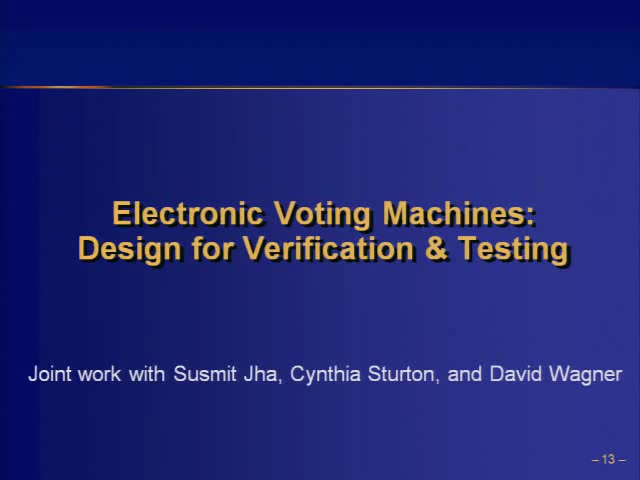 Electronic Voting Machines:
Design for Verification & Testing
Joint work with Susmit Jha, Cynthia Sturton, and David Wagner
– 13 –